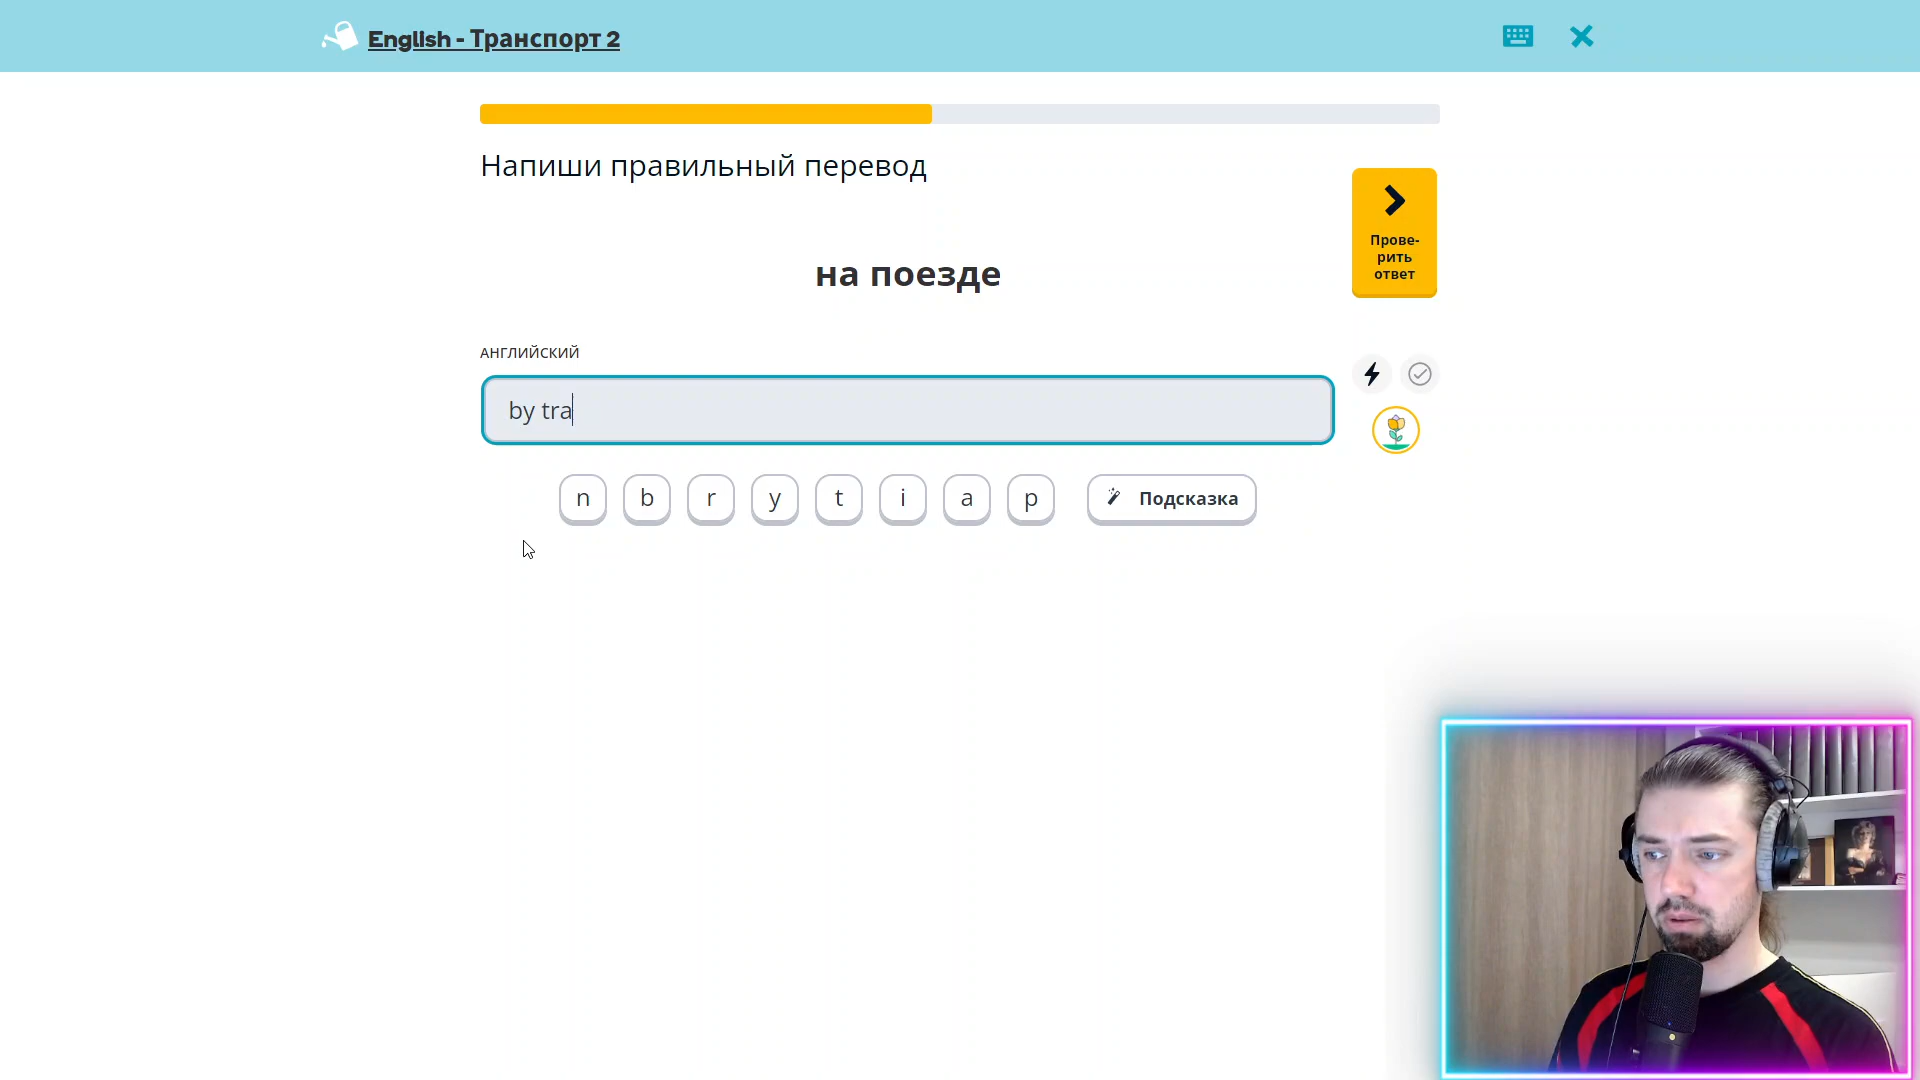 English - Транспорт 2
Напиши правильный перевод
на поезде
Прове-
рить
ответ
АНГЛИЙСКИЙ
by tra
n b r y t i a p Подсказка